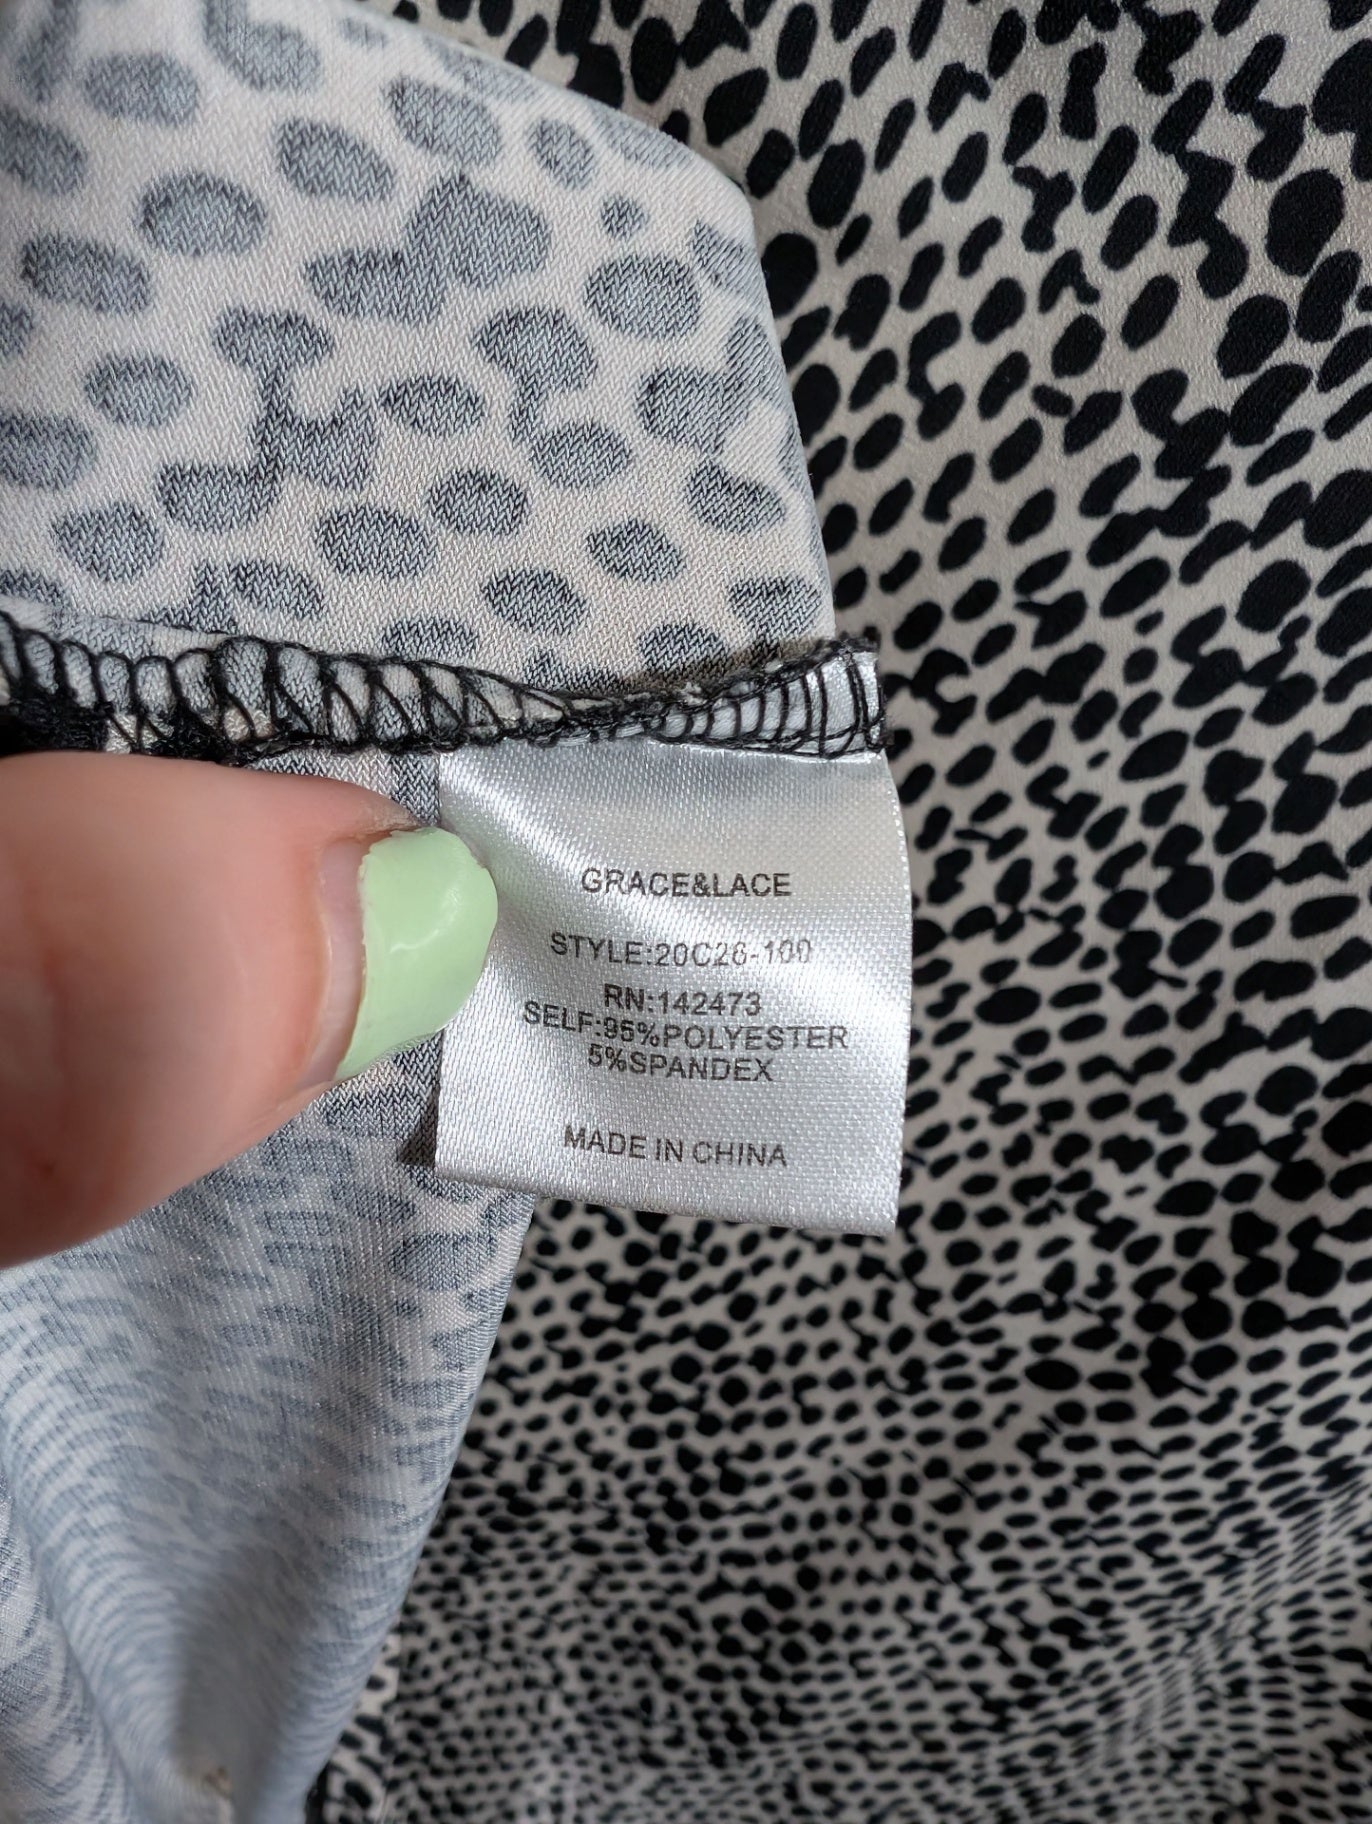 GRACE&LACE
STYLE:20C26-100
RN:142473
SELF:95%POLYESTER
5%SPANDEX
MADE IN CHINA